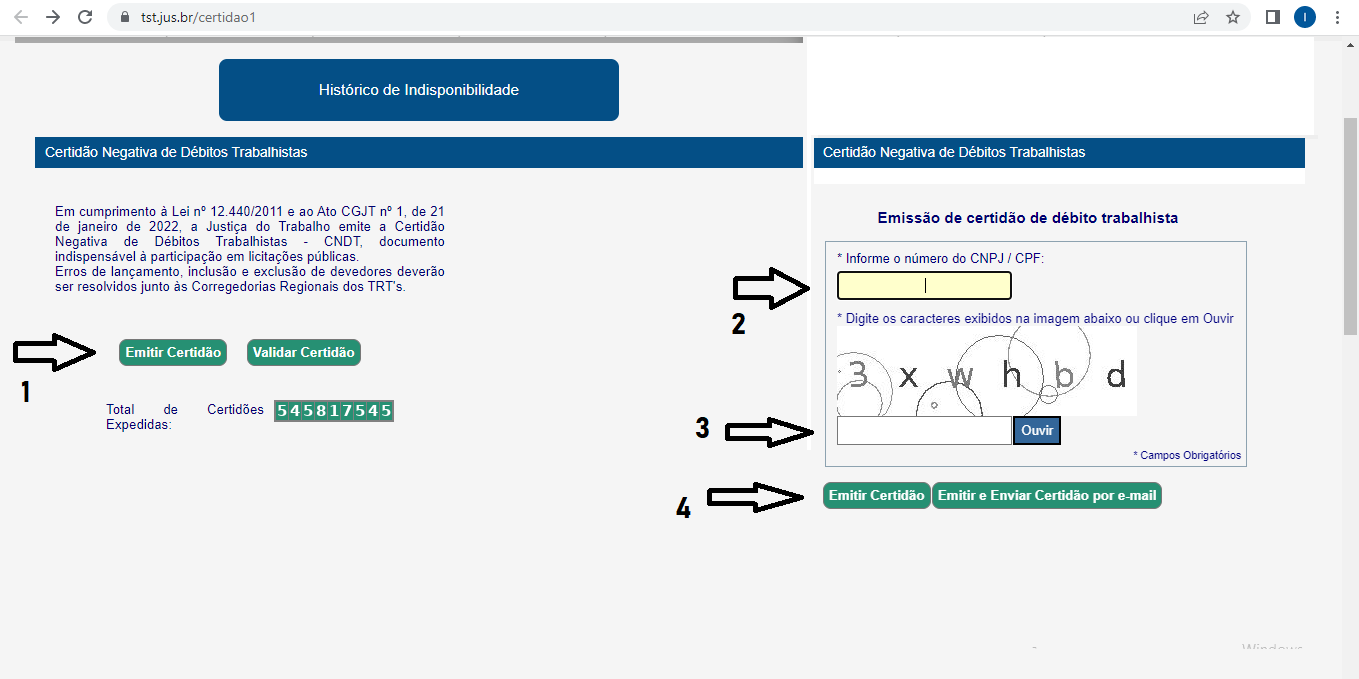 tst.jus.br/certidao1
Histórico de Indisponibilidade
Certidão Negativa de Débitos Trabalhistas
Em cumprimento à Lei nº 12.440/2011 e ao Ato CGJT nº 1, de 21
de janeiro de 2022, a Justiça do Trabalho emite a Certidão
Negativa de Débitos Trabalhistas - CNDT, documento
indispensável à participação em licitações públicas.
Erros de lançamento, inclusão e exclusão de devedores deverão
ser resolvidos junto às Corregedorias Regionais dos TRT's.
1
Emitir Certidão
Validar Certidão
Total de Certidões
Expedidas:
545817545
Certidão Negativa de Débitos Trabalhistas
Emissão de certidão de débito trabalhista
* Informe o número do CNPJ / CPF:
2
* Digite os caracteres exibidos na imagem abaixo ou clique em Ouvir
3 x w h b d
3
Ouvir
* Campos Obrigatórios
4
Emitir Certidão
Emitir e Enviar Certidão por e-mail